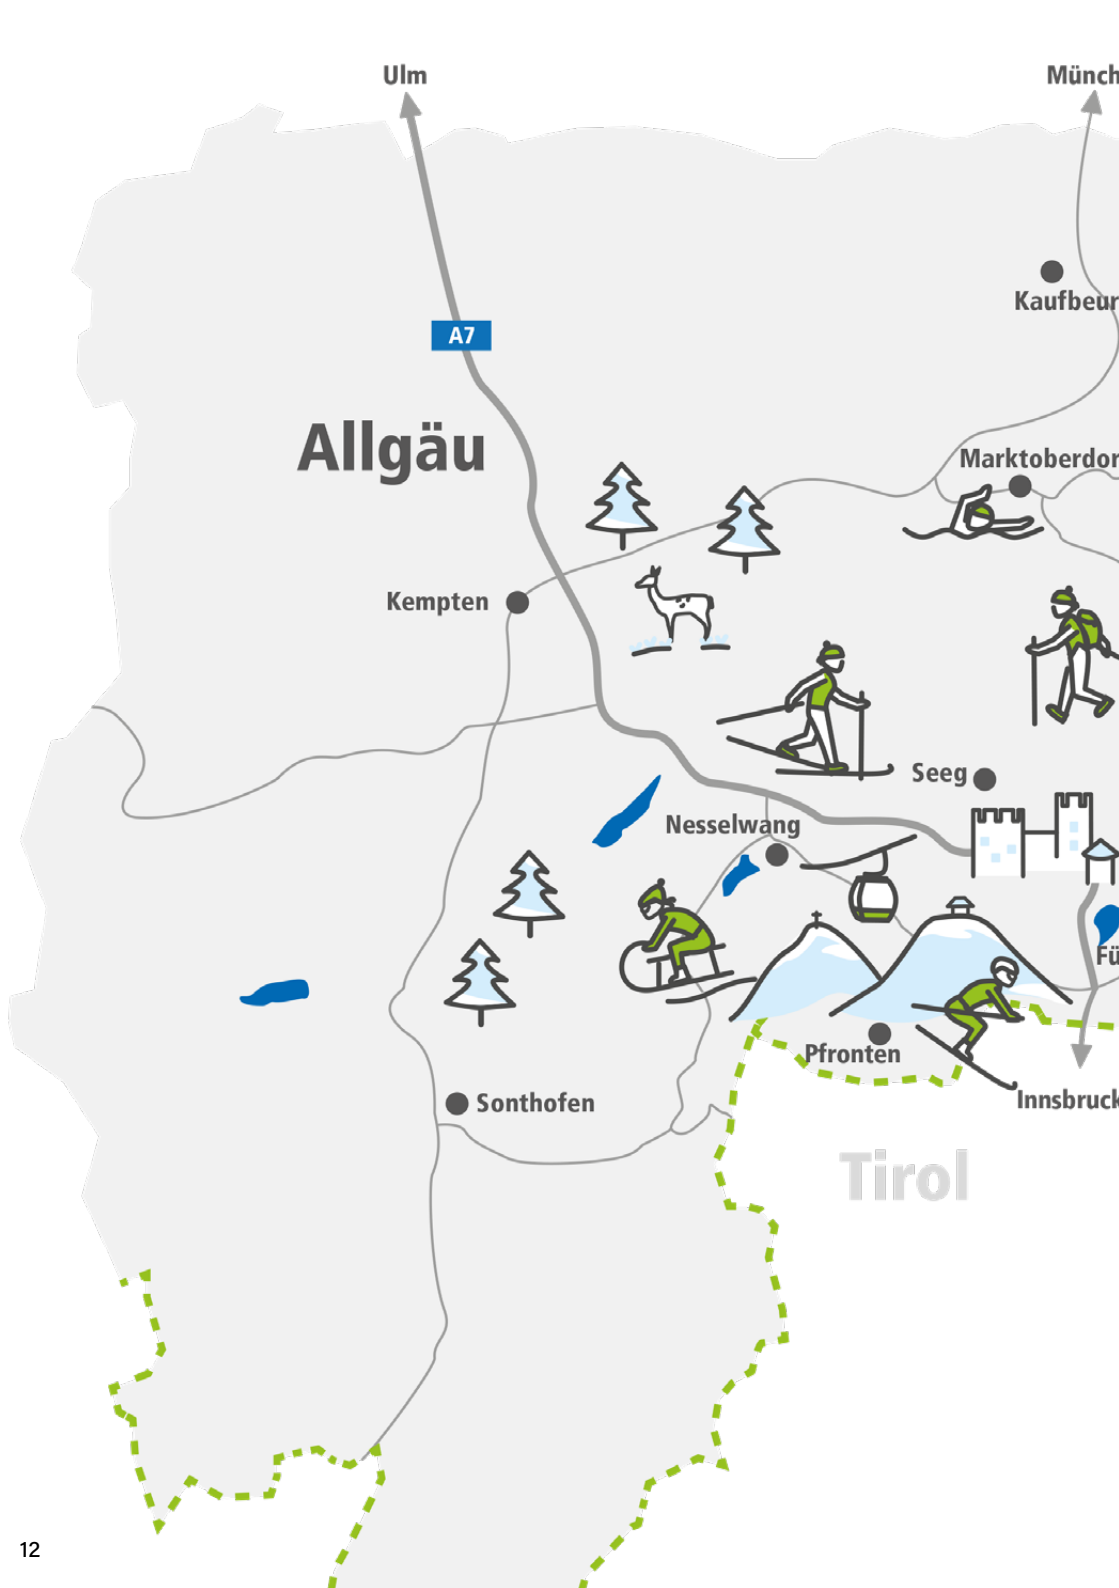 Ulm
Münch
A7
Kaufbeur
Allgäu
Marktoberdor
Kempten
Seeg
Nesselwang
Fü
Pfronten
Innsbruck
Sonthofen
Tirol
12